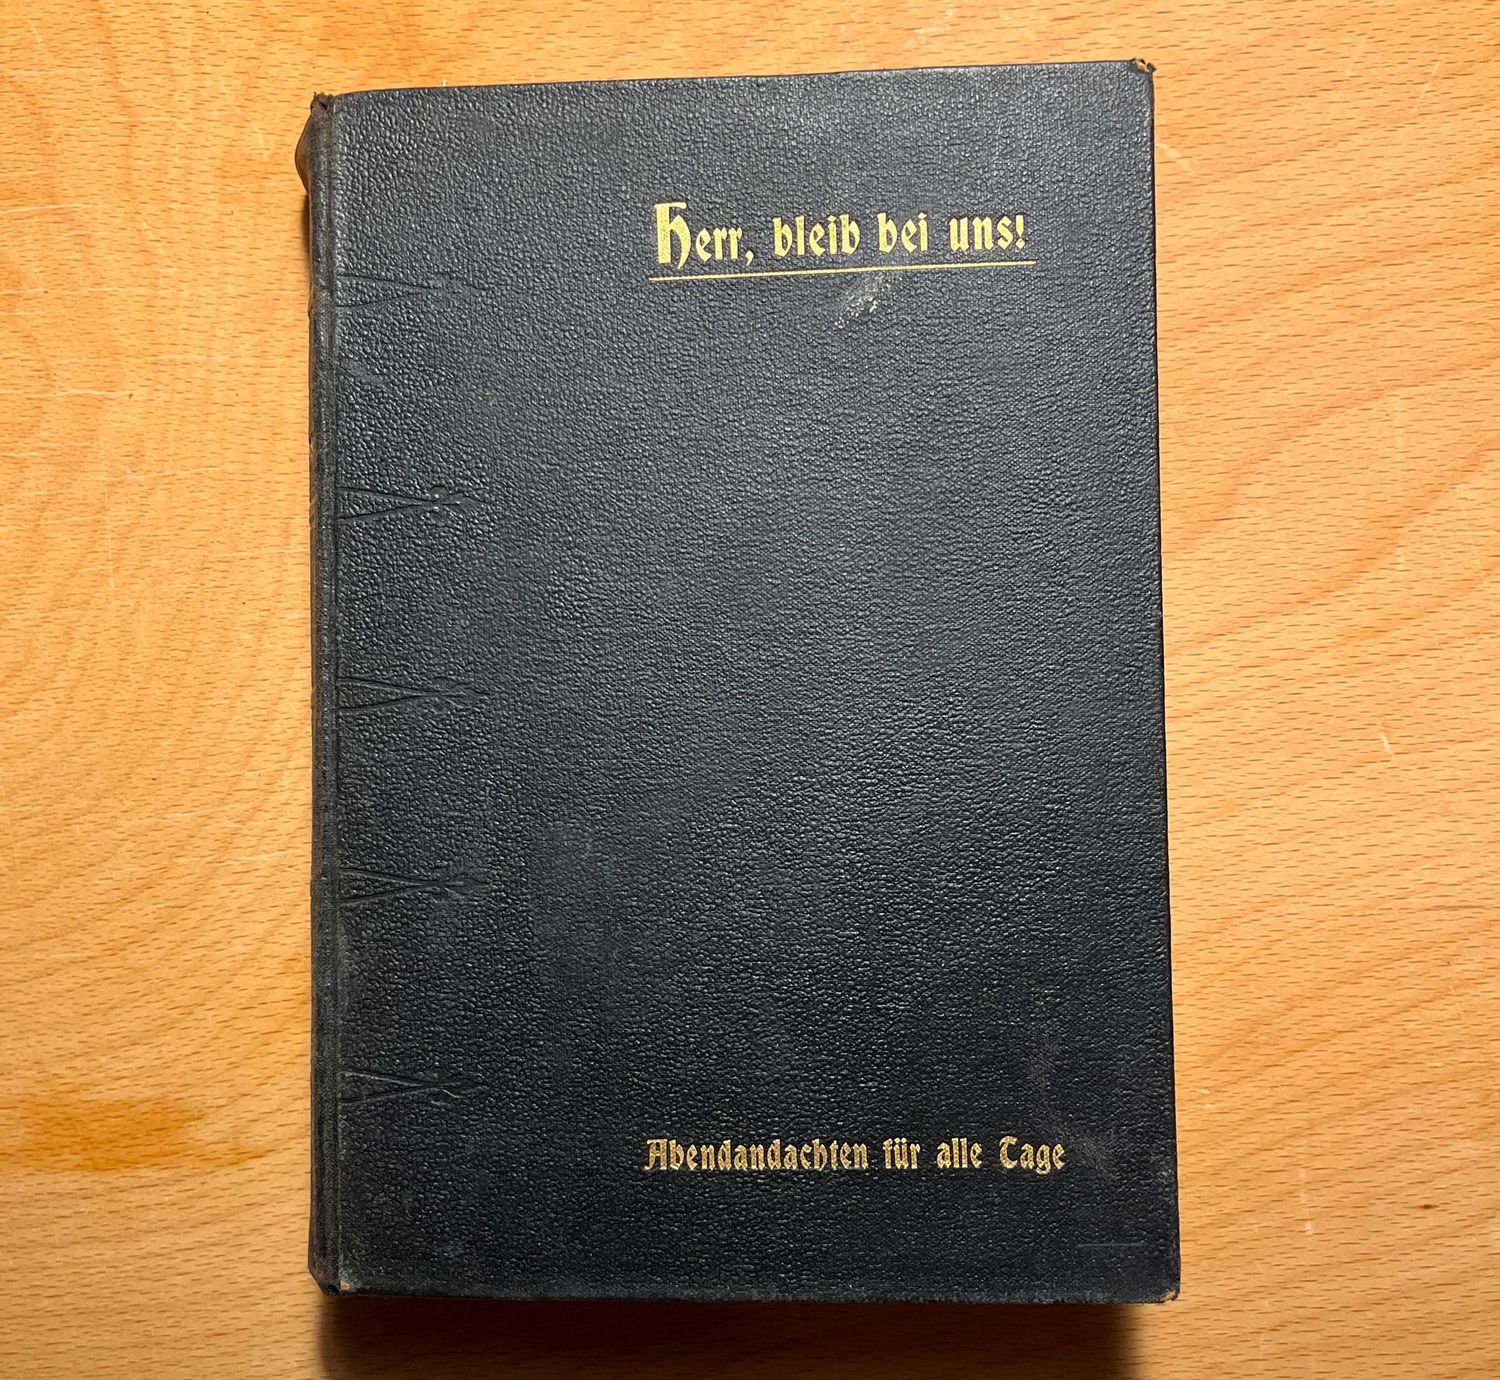 Herr, bleib bei uns!
Abendandachten für alle Tage